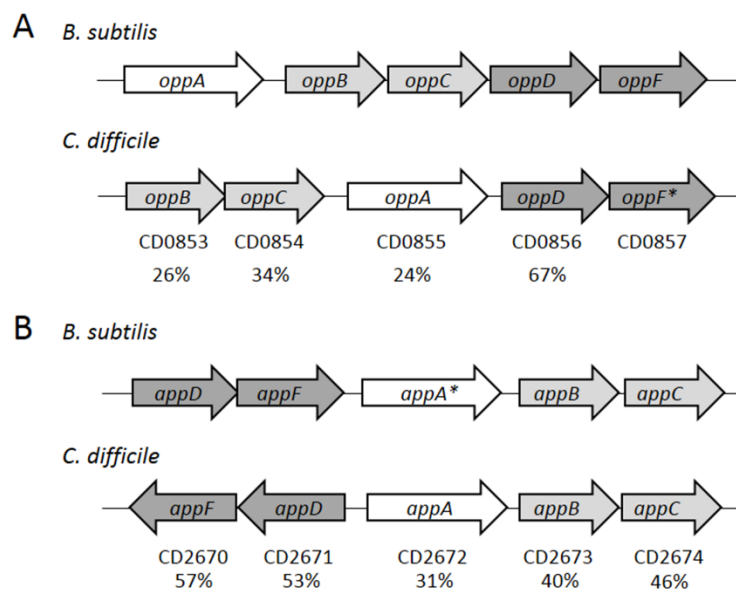 A
B. subtilis
oppA oppB oppC oppD oppF
C. difficile
oppB oppC oppA oppD oppF*
CD0853 CD0854 CD0855 CD0856 CD0857
26% 34% 24% 67%
B
B. subtilis
appD appF appA* appB appC
C. difficile
appF appD appA appB appC
CD2670 CD2671 CD2672 CD2673 CD2674
57% 53% 31% 40% 46%